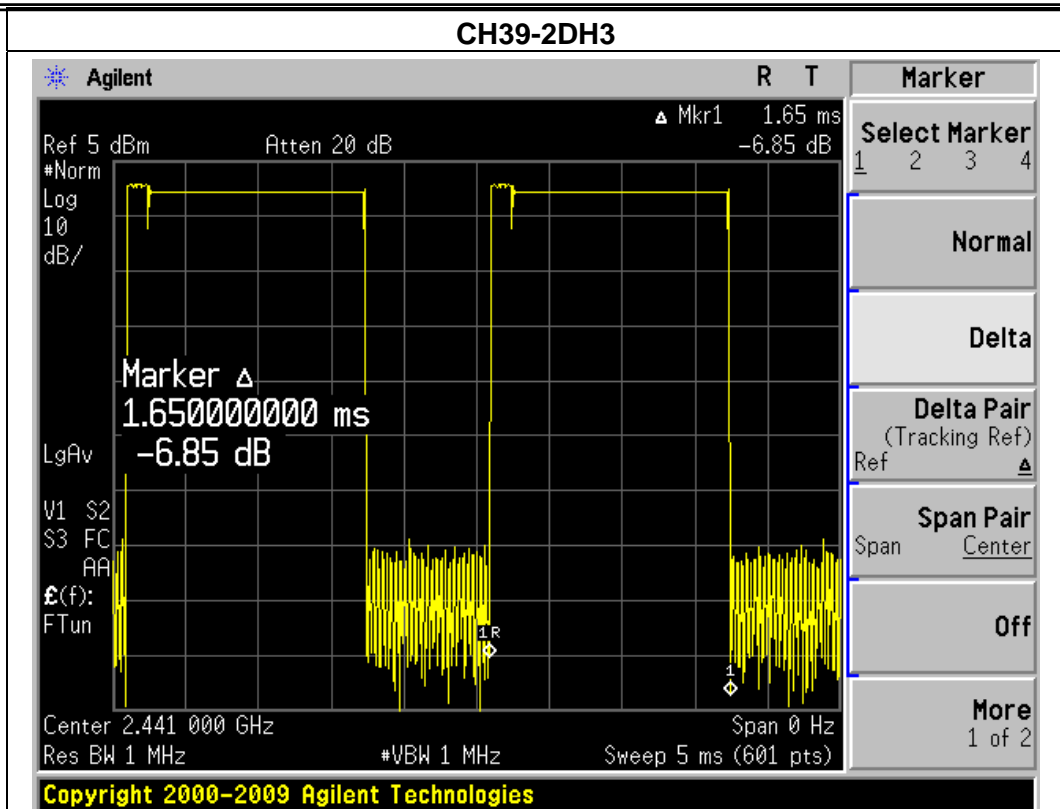 CH39-2DH3
Agilent
R T
Marker
Δ Mkr1 1.65 ms
Ref 5 dBm Atten 20 dB -6.85 dB
#Norm
Log
10
dB/
Marker Δ
1.650000000 ms
-6.85 dB
LgAv
V1 S2
S3 FC
AA
£(f):
FTun
1R
1
Center 2.441 000 GHz Span 0 Hz
Res BW 1 MHz #VBW 1 MHz Sweep 5 ms (601 pts)
Select Marker
1 2 3 4
Normal
Delta
Delta Pair
(Tracking Ref)
Ref Δ
Span Pair
Span Center
Off
More
1 of 2
Copyright 2000-2009 Agilent Technologies